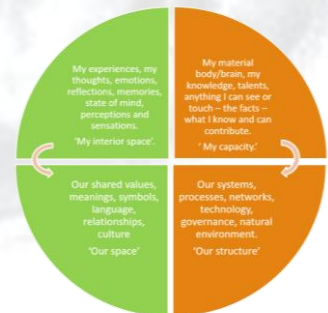 My experiences, my
thoughts, emotions,
reflections, memories,
state of mind,
perceptions and
sensations.
'My interior space'.
My material
body/brain, my
knowledge, talents,
anything I can see or
touch – the facts –
what I know and can
contribute.
' My capacity.'
Our shared values,
meanings, symbols,
language,
relationships,
culture
'Our space'
Our systems,
processes, networks,
technology,
governance, natural
environment.
'Our structure'